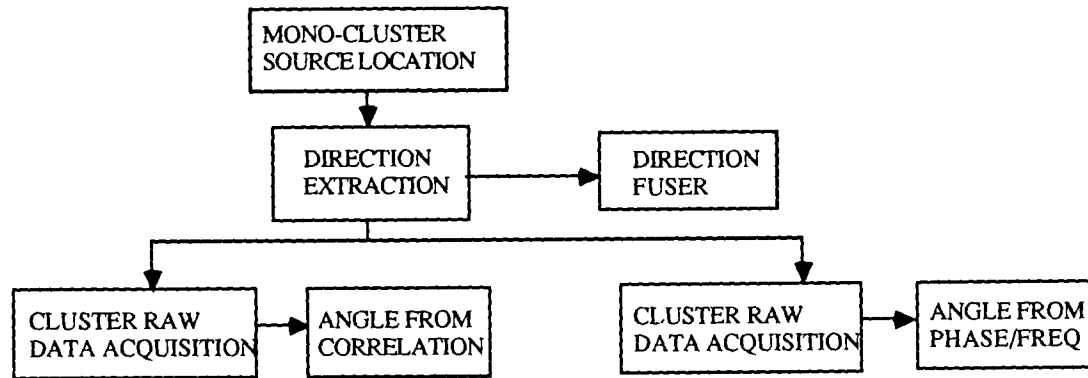 MONO-CLUSTER
SOURCE LOCATION
DIRECTION
EXTRACTION
DIRECTION
FUSER
CLUSTER RAW
DATA ACQUISITION
ANGLE FROM
CORRELATION
CLUSTER RAW
DATA ACQUISITION
ANGLE FROM
PHASE/FREQ